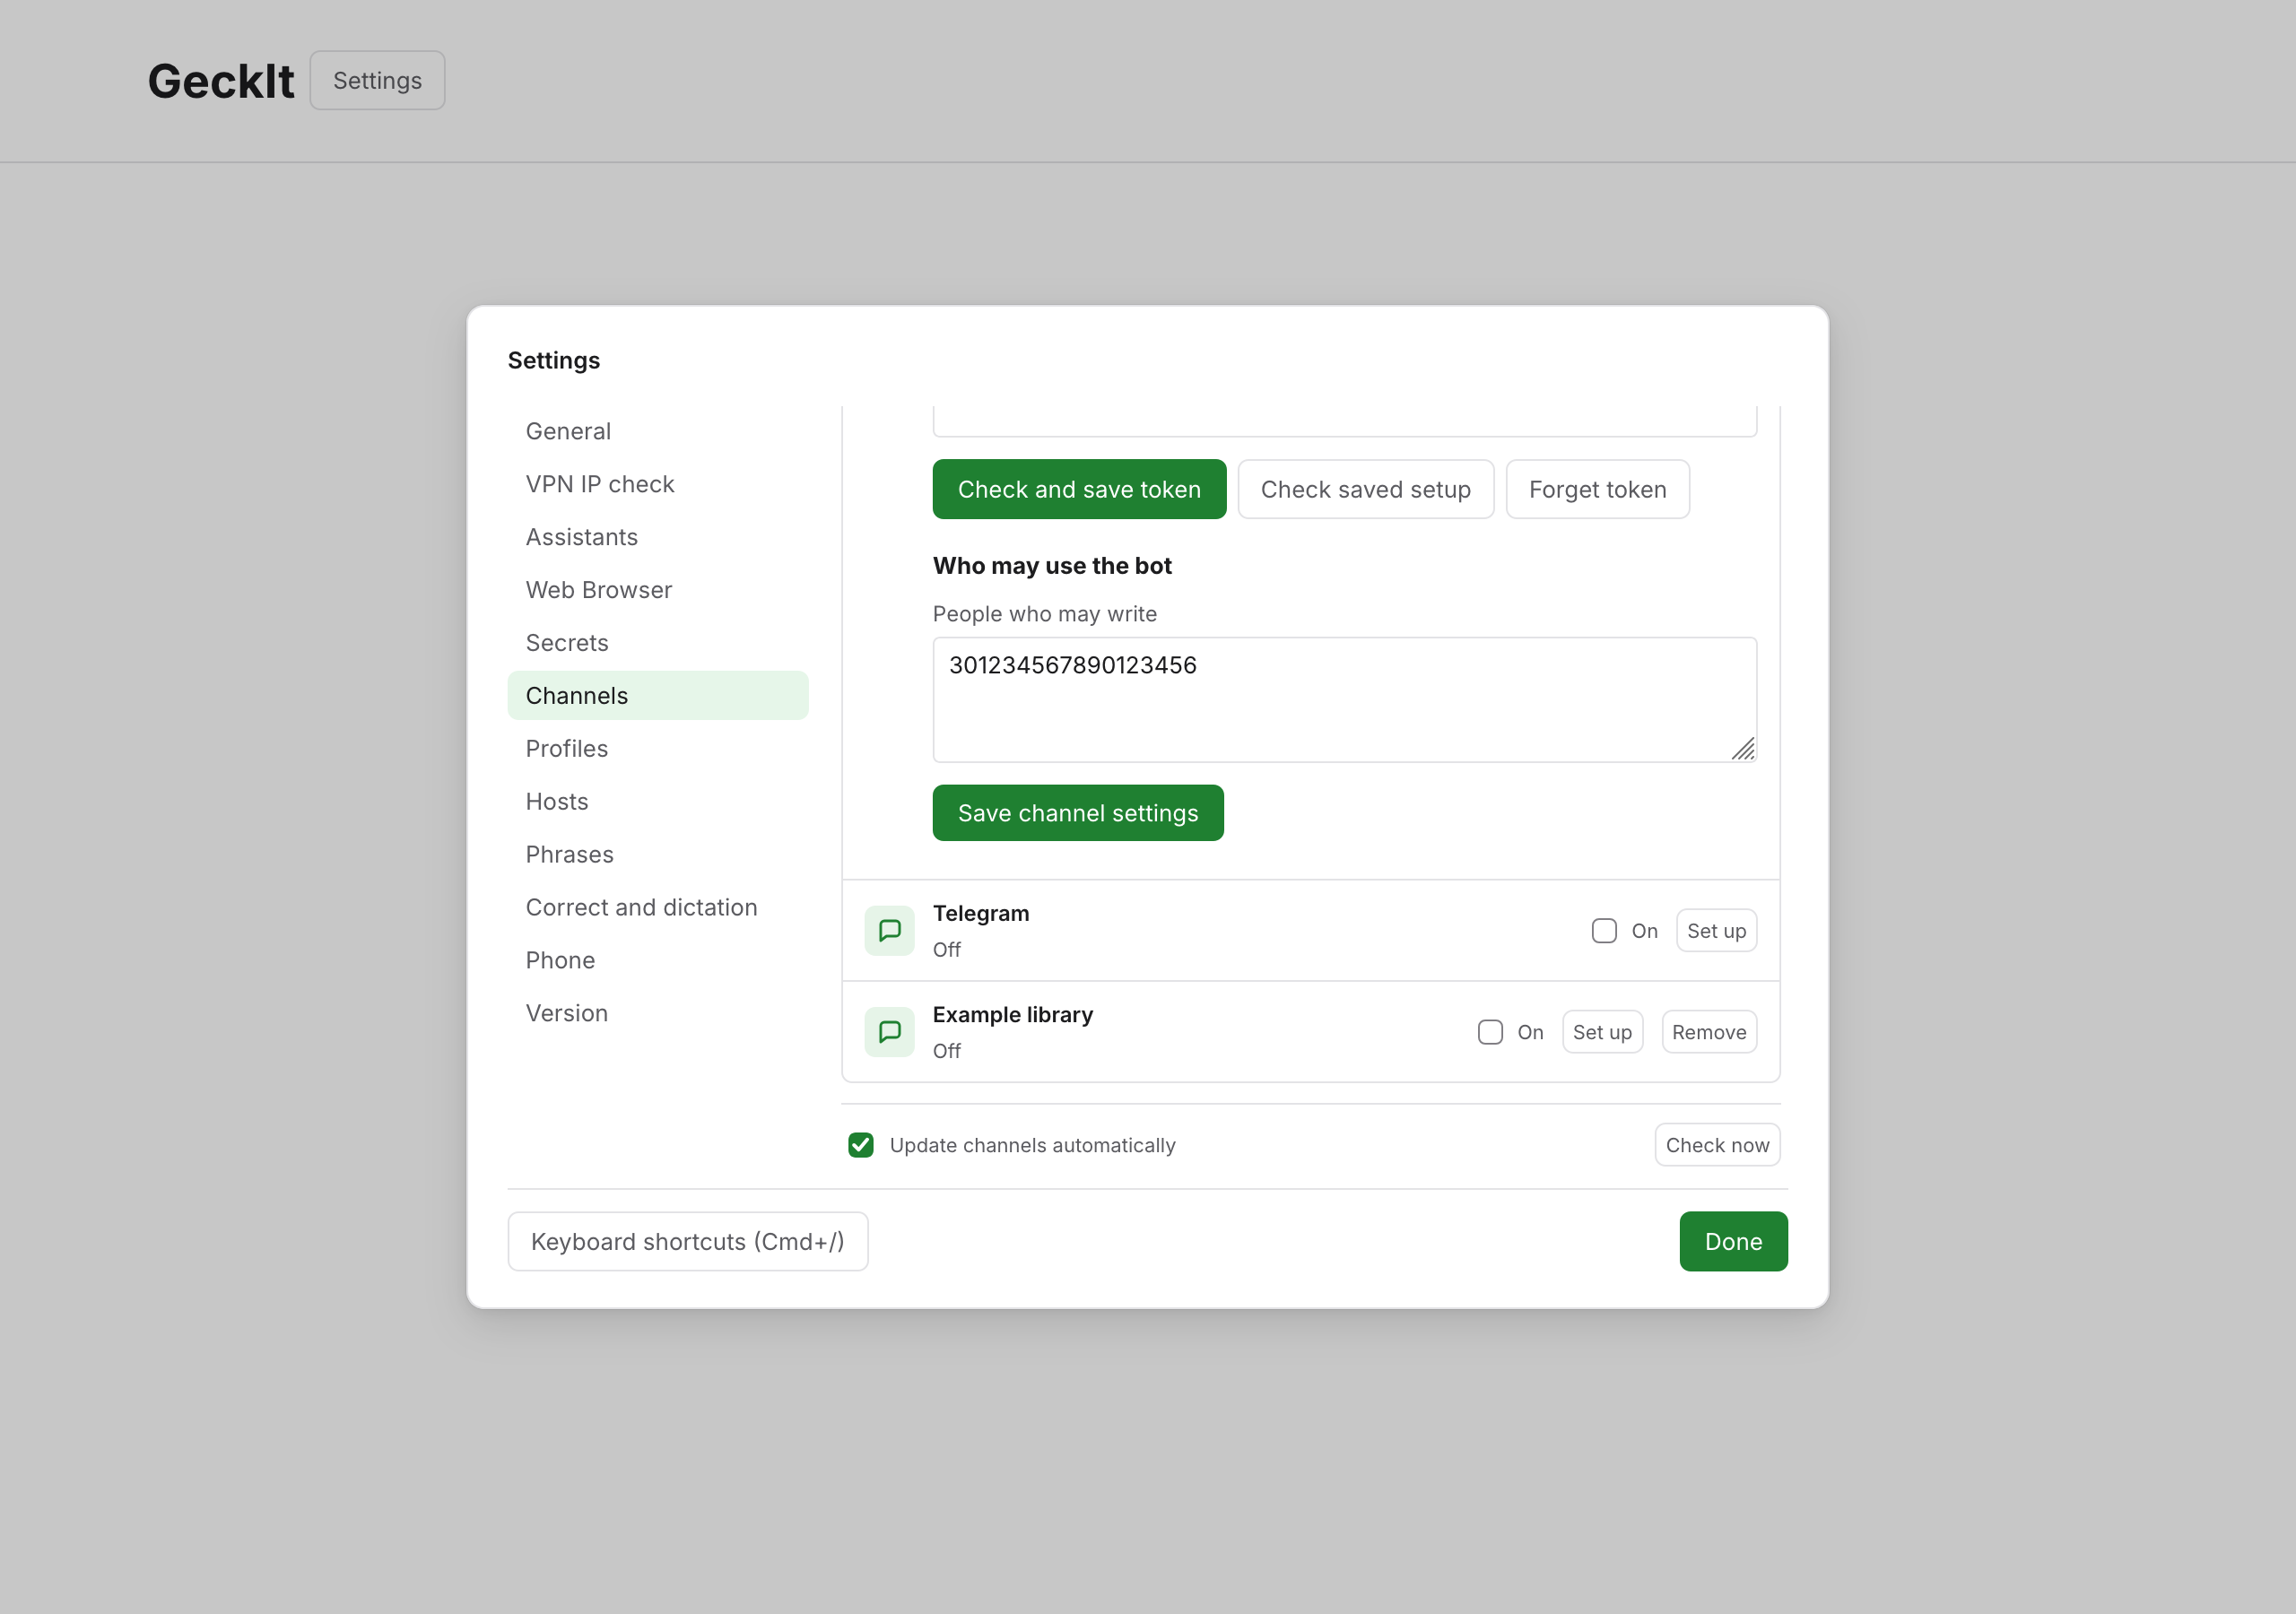 GeckIt
Settings
Settings
General
VPN IP check
Assistants
Web Browser
Secrets
Channels
Profiles
Hosts
Phrases
Correct and dictation
Phone
Version
Check and save token
Check saved setup
Forget token
Who may use the bot
People who may write
301234567890123456
Save channel settings
Telegram
Off
On
Set up
Example library
Off
On
Set up
Remove
Update channels automatically
Check now
Keyboard shortcuts (Cmd+/)
Done